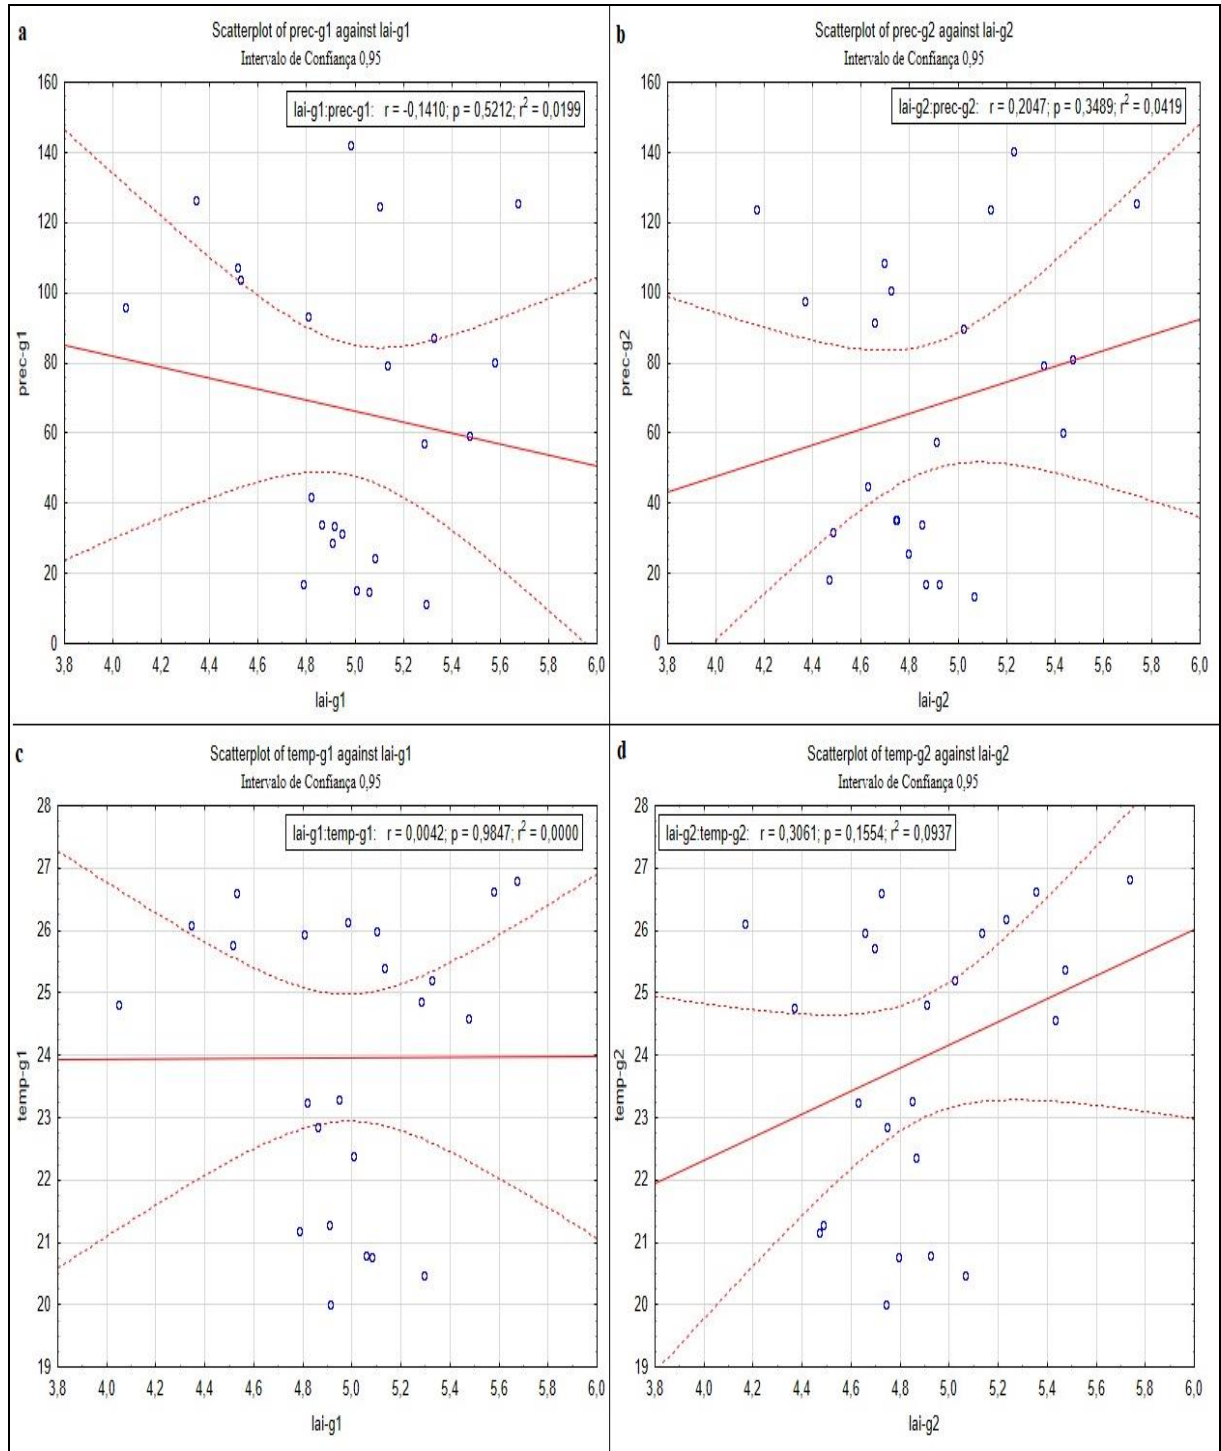 a
Scatterplot of prec-g1 against lai-g1
Intervalo de Confiança 0,95
lai-g1:prec-g1: r = -0,1410; p = 0,5212; r² = 0,0199
160
140
120
100
80
60
40
20
0
prec-g1
3,8 4,0 4,2 4,4 4,6 4,8 5,0 5,2 5,4 5,6 5,8 6,0
lai-g1
b
Scatterplot of prec-g2 against lai-g2
Intervalo de Confiança 0,95
lai-g2:prec-g2: r = 0,2047; p = 0,3489; r² = 0,0419
160
140
120
100
80
60
40
20
0
prec-g2
3,8 4,0 4,2 4,4 4,6 4,8 5,0 5,2 5,4 5,6 5,8 6,0
lai-g2
c
Scatterplot of temp-g1 against lai-g1
Intervalo de Confiança 0,95
lai-g1:temp-g1: r = 0,0042; p = 0,9847; r² = 0,0000
28
27
26
25
24
23
22
21
20
19
temp-g1
3,8 4,0 4,2 4,4 4,6 4,8 5,0 5,2 5,4 5,6 5,8 6,0
lai-g1
d
Scatterplot of temp-g2 against lai-g2
Intervalo de Confiança 0,95
lai-g2:temp-g2: r = 0,3061; p = 0,1554; r² = 0,0937
28
27
26
25
24
23
22
21
20
19
temp-g2
3,8 4,0 4,2 4,4 4,6 4,8 5,0 5,2 5,4 5,6 5,8 6,0
lai-g2